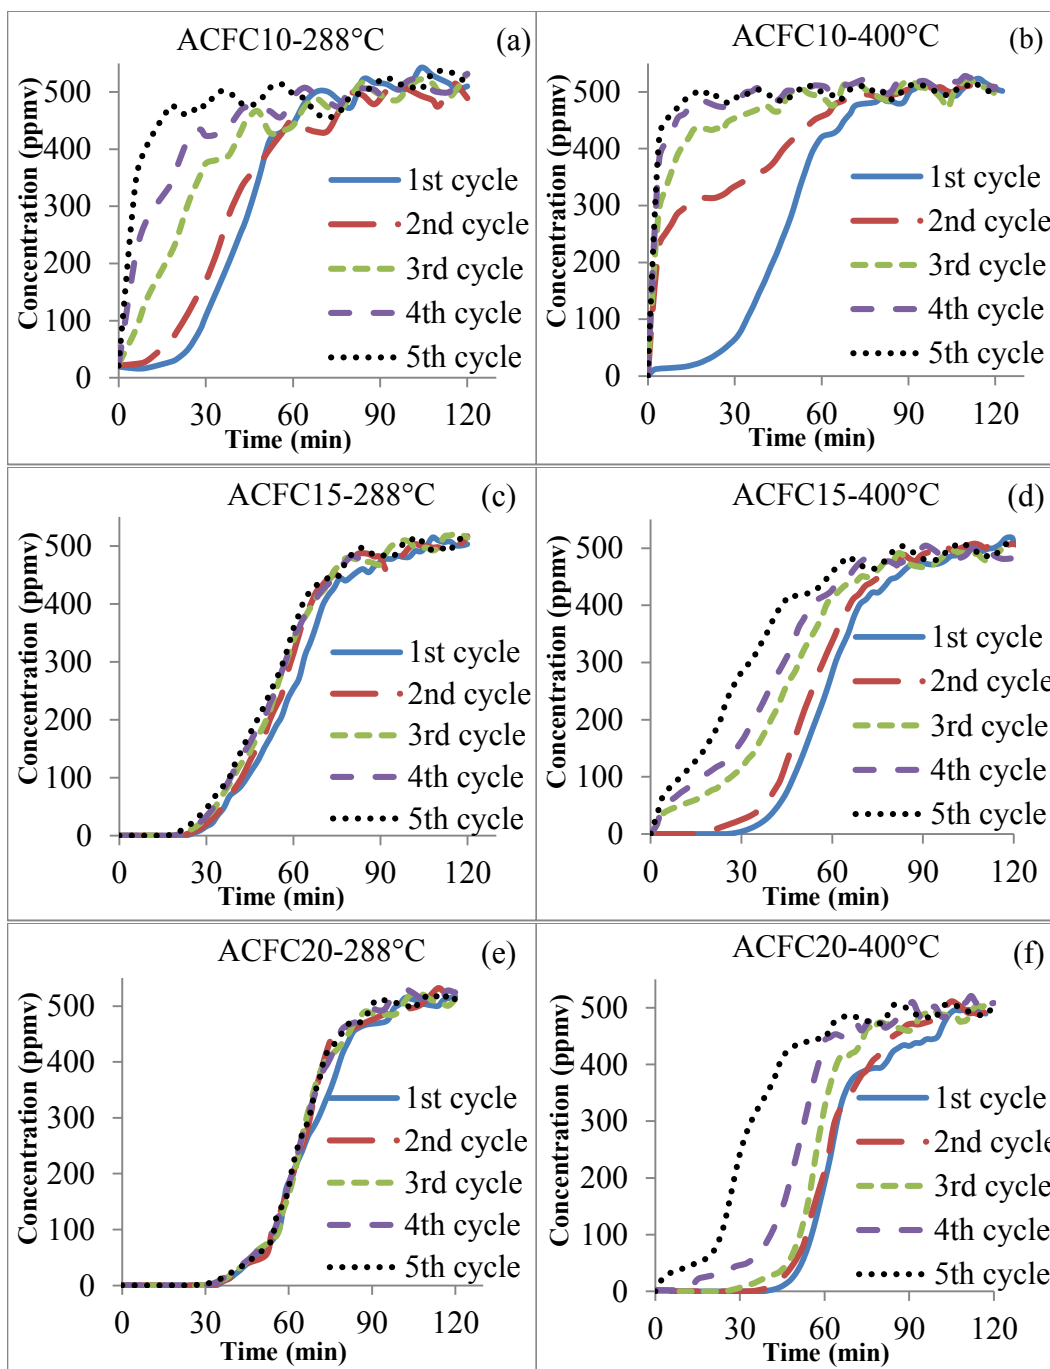 ACFC10-288°C (a)
Concentration (ppmv)
500
400
300
200
100
0
1st cycle
2nd cycle
3rd cycle
4th cycle
5th cycle
0 30 60 90 120
Time (min)
ACFC10-400°C (b)
Concentration (ppmv)
500
400
300
200
100
0
1st cycle
2nd cycle
3rd cycle
4th cycle
5th cycle
0 30 60 90 120
Time (min)
ACFC15-288°C (c)
Concentration (ppmv)
500
400
300
200
100
0
1st cycle
2nd cycle
3rd cycle
4th cycle
5th cycle
0 30 60 90 120
Time (min)
ACFC15-400°C (d)
Concentration (ppmv)
500
400
300
200
100
0
1st cycle
2nd cycle
3rd cycle
4th cycle
5th cycle
0 30 60 90 120
Time (min)
ACFC20-288°C (e)
Concentration (ppmv)
500
400
300
200
100
0
1st cycle
2nd cycle
3rd cycle
4th cycle
5th cycle
0 30 60 90 120
Time (min)
ACFC20-400°C (f)
Concentration (ppmv)
500
400
300
200
100
0
1st cycle
2nd cycle
3rd cycle
4th cycle
5th cycle
0 30 60 90 120
Time (min)